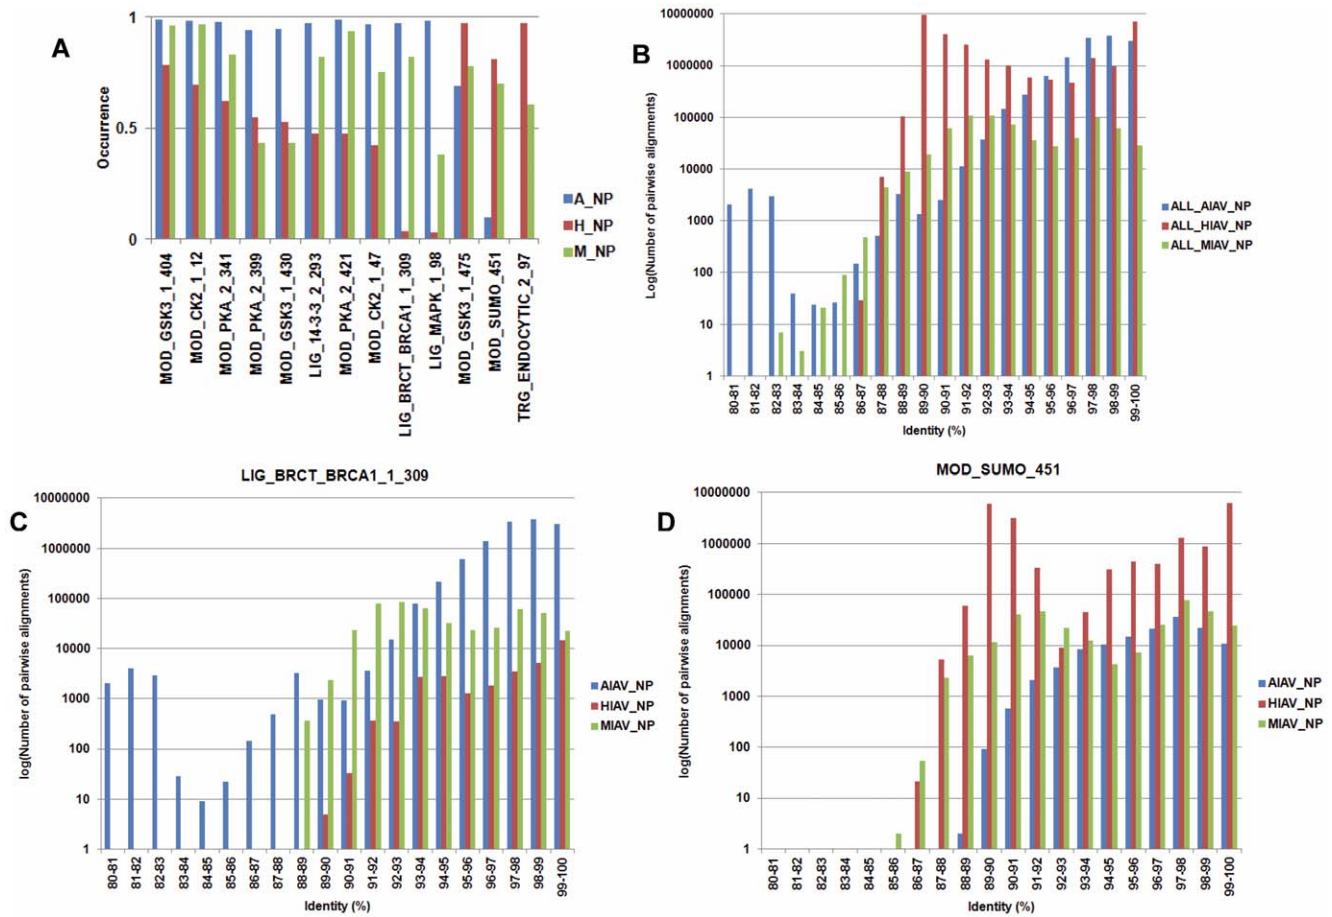 A
Occurrence
1
0.5
0
MOD_GSK3_1_404
MOD_CK2_1_12
MOD_PKA_2_341
MOD_PKA_2_399
MOD_GSK3_1_430
LIG_14-3-3_2_293
MOD_PKA_2_421
MOD_CK2_1_47
LIG_BRCT_BRCA1_1_309
LIG_MAPK_1_98
MOD_GSK3_1_475
MOD_SUMO_451
TRG_ENDOCYTIC_2_97
A_NP
H_NP
M_NP
B
Log(Number of pairwise alignments)
10000000
1000000
100000
10000
1000
100
10
1
80-81
81-82
82-83
83-84
84-85
85-86
86-87
87-88
88-89
89-90
90-91
91-92
92-93
93-94
94-95
95-96
96-97
97-98
98-99
99-100
Identity (%)
ALL_AIAV_NP
ALL_HIAV_NP
ALL_MIAV_NP
LIG_BRCT_BRCA1_1_309
C
log(Number of pairwise alignments)
10000000
1000000
100000
10000
1000
100
10
1
80-81
81-82
82-83
83-84
84-85
85-86
86-87
87-88
88-89
89-90
90-91
91-92
92-93
93-94
94-95
95-96
96-97
97-98
98-99
99-100
Identity (%)
AIAV_NP
HIAV_NP
MIAV_NP
MOD_SUMO_451
D
log(Number of pairwise alignments)
10000000
1000000
100000
10000
1000
100
10
1
80-81
81-82
82-83
83-84
84-85
85-86
86-87
87-88
88-89
89-90
90-91
91-92
92-93
93-94
94-95
95-96
96-97
97-98
98-99
99-100
Identity (%)
AIAV_NP
HIAV_NP
MIAV_NP